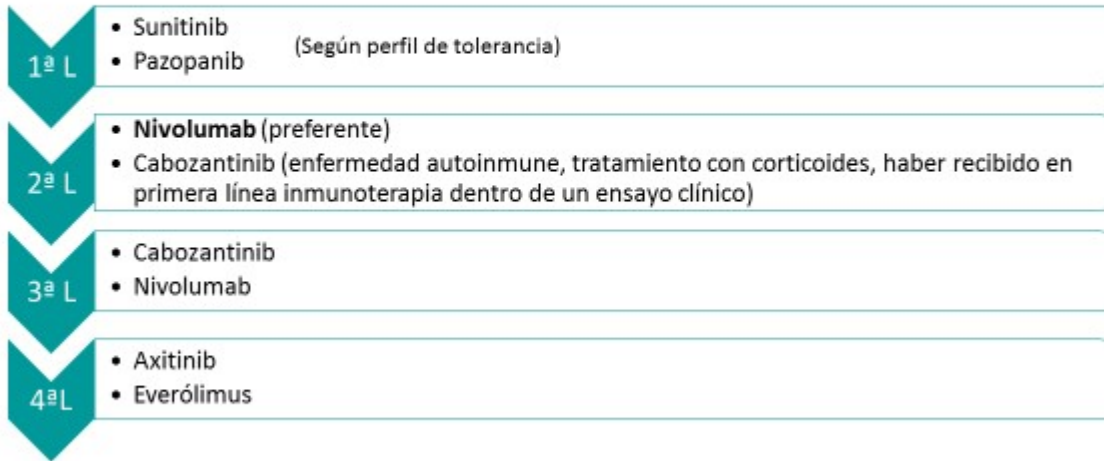 1ª L
• Sunitinib
• Pazopanib
(Según perfil de tolerancia)
2ª L
• Nivolumab (preferente)
• Cabozantinib (enfermedad autoinmune, tratamiento con corticoides, haber recibido en
primera línea inmunoterapia dentro de un ensayo clínico)
3ª L
• Cabozantinib
• Nivolumab
4ªL
• Axitinib
• Everólimus